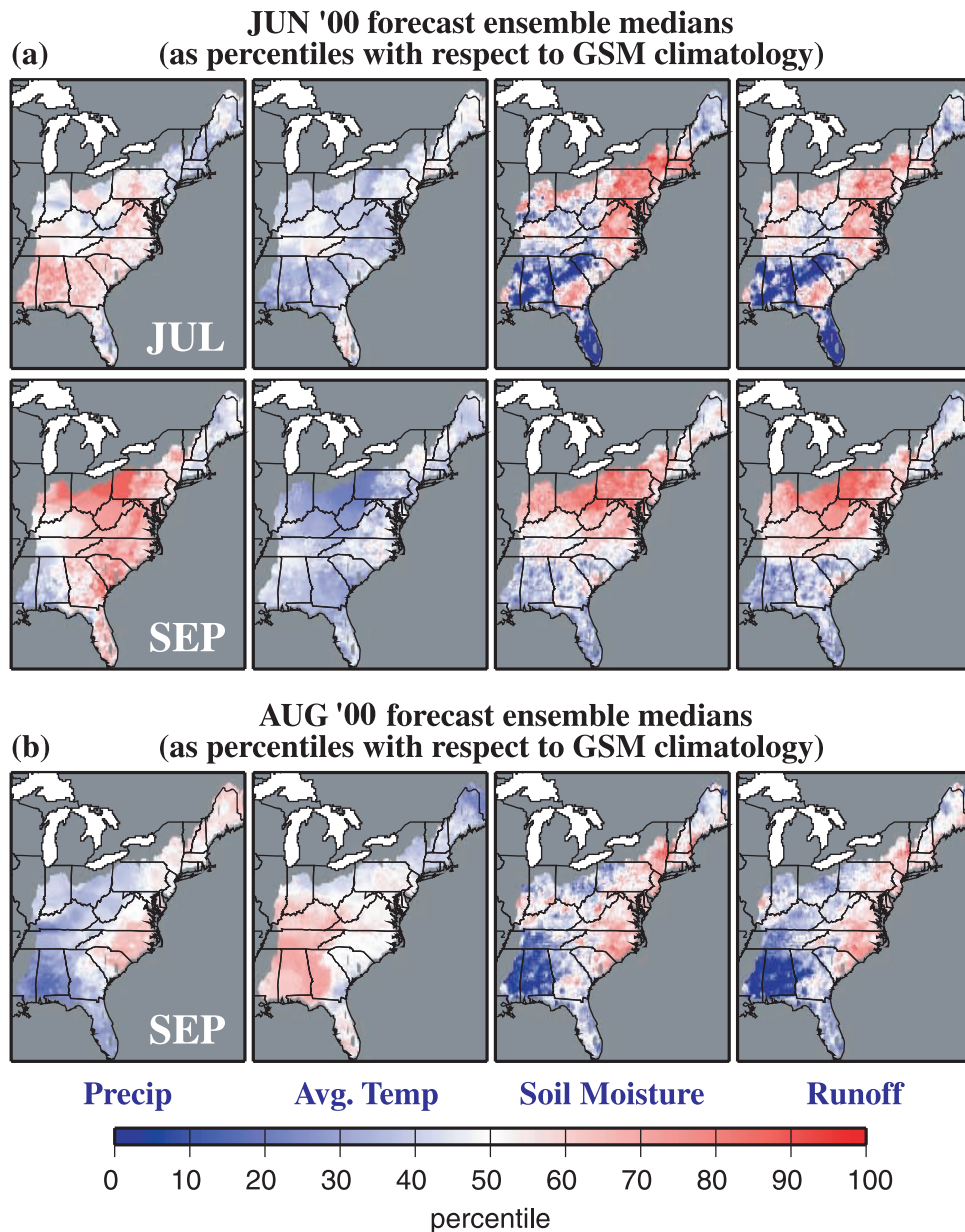 JUN '00 forecast ensemble medians
(a) (as percentiles with respect to GSM climatology)
JUL
SEP
AUG '00 forecast ensemble medians
(b) (as percentiles with respect to GSM climatology)
SEP
Precip Avg. Temp Soil Moisture Runoff
0 10 20 30 40 50 60 70 80 90 100
percentile